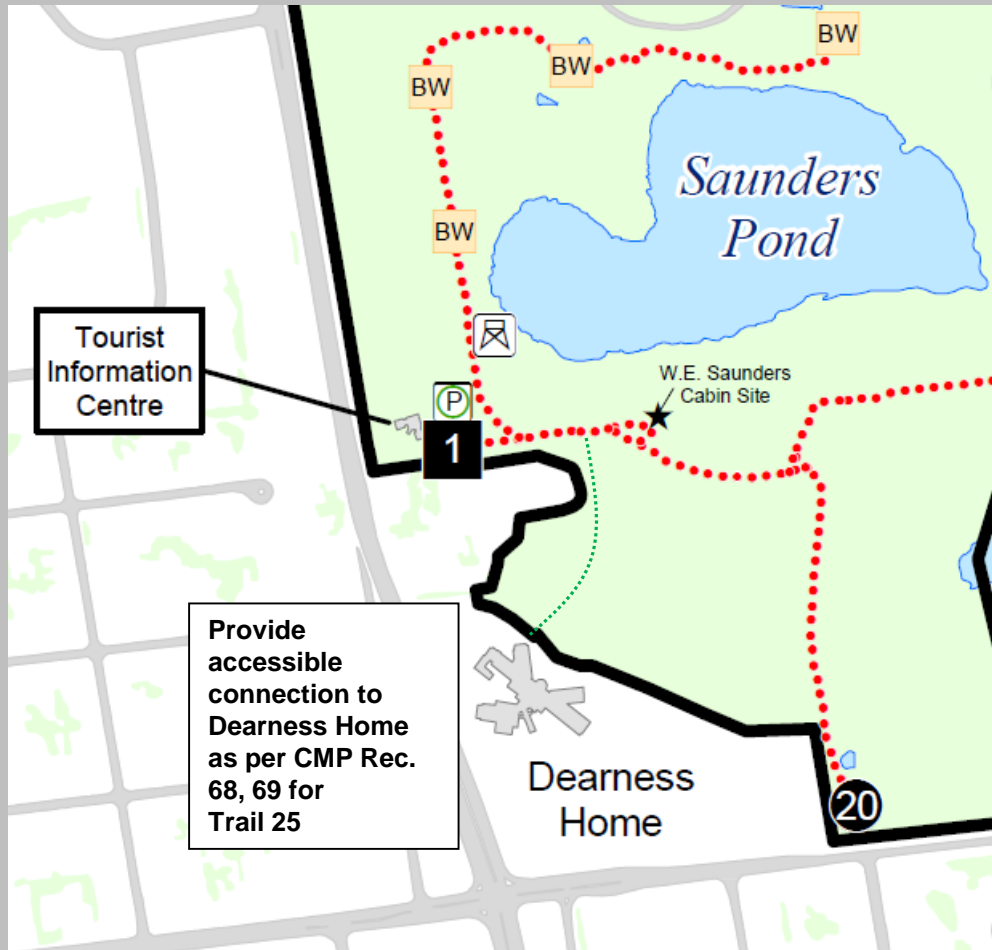 BW
BW
BW
Saunders
Pond
BW
Tourist
Information
Centre
W.E. Saunders
Cabin Site
P
1
Provide
accessible
connection to
Dearness Home
as per CMP Rec.
68, 69 for
Trail 25
Dearness
Home
20